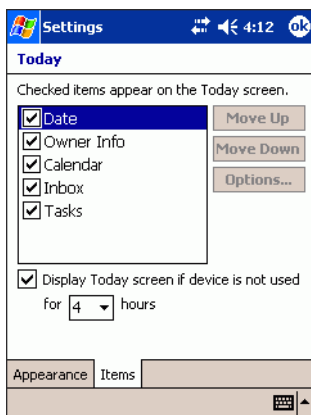 Settings 4:12 ok
Today
Checked items appear on the Today screen.
Date
Owner Info
Calendar
Inbox
Tasks
Move Up
Move Down
Options...
Display Today screen if device is not used
for 4 hours
Appearance Items